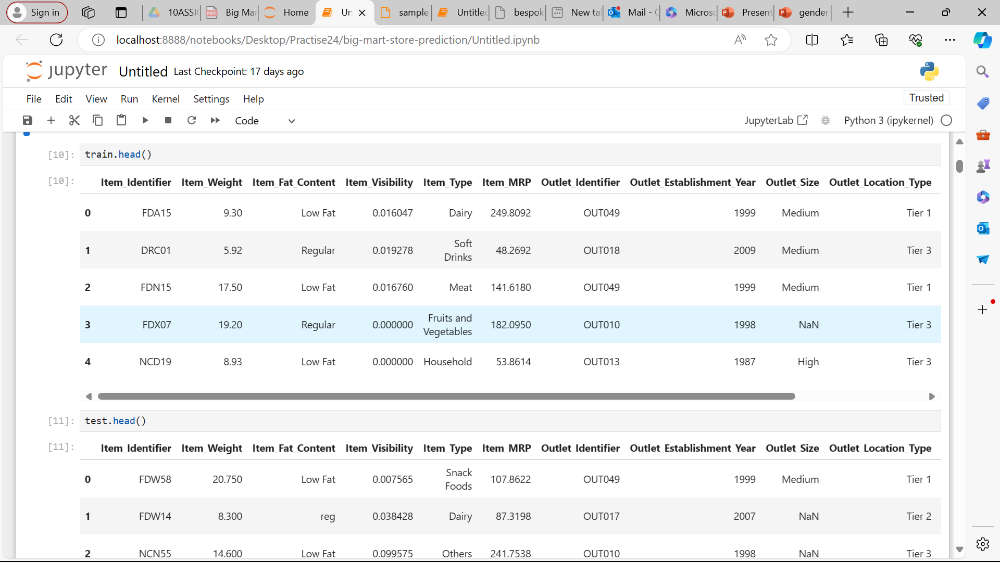 Sign in 10ASSI Big Mar Home Un sample_ Untitled bespok New ta Mail - Microsc Present gender
localhost:8888/notebooks/Desktop/Practise24/big-mart-store-prediction/Untitled.ipynb
jupyter Untitled Last Checkpoint: 17 days ago
File Edit View Run Kernel Settings Help Trusted
Code JupyterLab Python 3 (ipykernel)
[10]: train.head()
[10]: Item_Identifier Item_Weight Item_Fat_Content Item_Visibility Item_Type Item_MRP Outlet_Identifier Outlet_Establishment_Year Outlet_Size Outlet_Location_Type
0 FDA15 9.30 Low Fat 0.016047 Dairy 249.8092 OUT049 1999 Medium Tier 1
1 DRC01 5.92 Regular 0.019278 Soft Drinks 48.2692 OUT018 2009 Medium Tier 3
2 FDN15 17.50 Low Fat 0.016760 Meat 141.6180 OUT049 1999 Medium Tier 1
3 FDX07 19.20 Regular 0.000000 Fruits and Vegetables 182.0950 OUT010 1998 NaN Tier 3
4 NCD19 8.93 Low Fat 0.000000 Household 53.8614 OUT013 1987 High Tier 3
[11]: test.head()
[11]: Item_Identifier Item_Weight Item_Fat_Content Item_Visibility Item_Type Item_MRP Outlet_Identifier Outlet_Establishment_Year Outlet_Size Outlet_Location_Type
0 FDW58 20.750 Low Fat 0.007565 Snack Foods 107.8622 OUT049 1999 Medium Tier 1
1 FDW14 8.300 reg 0.038428 Dairy 87.3198 OUT017 2007 NaN Tier 2
2 NCN55 14.600 Low Fat 0.099575 Others 241.7538 OUT010 1998 NaN Tier 3